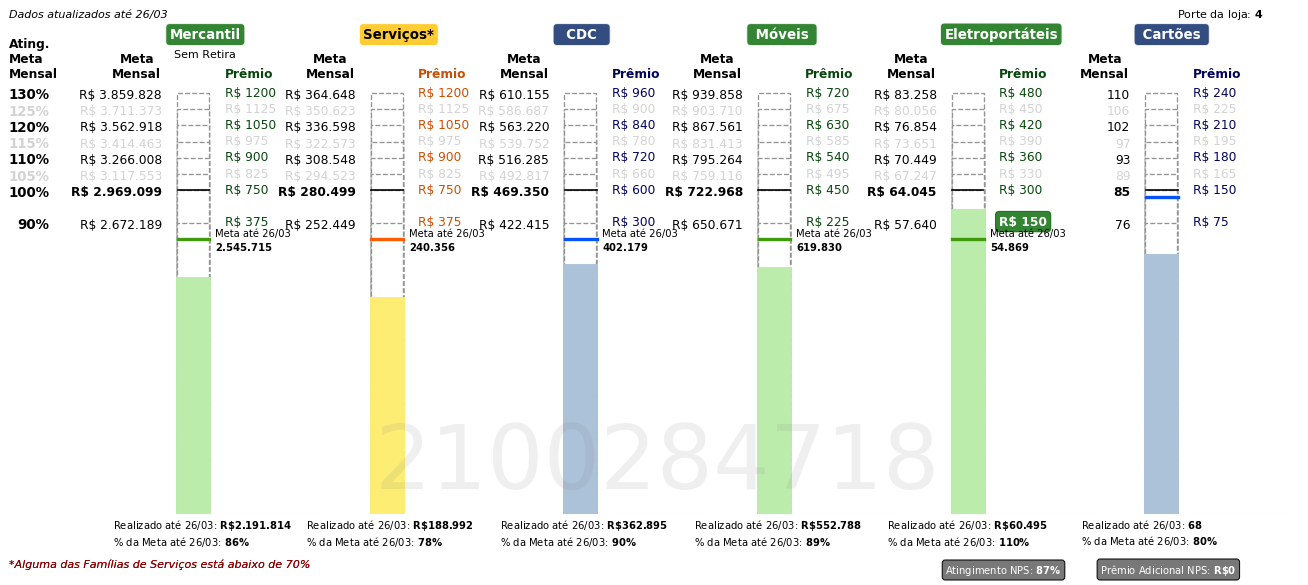 Dados atualizados até 26/03
Porte da loja: 4
Mercantil Serviços* CDC Móveis Eletroportáteis Cartões
Sem Retira
Ating. Meta Mensal
Meta Mensal Prêmio Meta Mensal Prêmio Meta Mensal Prêmio Meta Mensal Prêmio Meta Mensal Prêmio Meta Mensal Prêmio
130% R$ 3.859.828 R$ 1200 R$ 364.648 R$ 1200 R$ 610.155 R$ 960 R$ 939.858 R$ 720 R$ 83.258 R$ 480 110 R$ 240
125% R$ 3.711.373 R$ 1125 R$ 350.623 R$ 1125 R$ 586.687 R$ 900 R$ 903.710 R$ 675 R$ 80.056 R$ 450 106 R$ 225
120% R$ 3.562.918 R$ 1050 R$ 336.598 R$ 1050 R$ 563.220 R$ 840 R$ 867.561 R$ 630 R$ 76.854 R$ 420 102 R$ 210
115% R$ 3.414.463 R$ 975 R$ 322.573 R$ 975 R$ 539.752 R$ 780 R$ 831.413 R$ 585 R$ 73.651 R$ 390 97 R$ 195
110% R$ 3.266.008 R$ 900 R$ 308.548 R$ 900 R$ 516.285 R$ 720 R$ 795.264 R$ 540 R$ 70.449 R$ 360 93 R$ 180
105% R$ 3.117.553 R$ 825 R$ 294.523 R$ 825 R$ 492.817 R$ 660 R$ 759.116 R$ 495 R$ 67.247 R$ 330 89 R$ 165
100% R$ 2.969.099 R$ 750 R$ 280.499 R$ 750 R$ 469.350 R$ 600 R$ 722.968 R$ 450 R$ 64.045 R$ 300 85 R$ 150
90% R$ 2.672.189 R$ 375 R$ 252.449 R$ 375 R$ 422.415 R$ 300 R$ 650.671 R$ 225 R$ 57.640 R$ 150 76 R$ 75
Meta até 26/03 Meta até 26/03 Meta até 26/03 Meta até 26/03 Meta até 26/03
2.545.715 240.356 402.179 619.830 54.869
2100284718
Realizado até 26/03: R$2.191.814 Realizado até 26/03: R$188.992 Realizado até 26/03: R$362.895 Realizado até 26/03: R$552.788 Realizado até 26/03: R$60.495 Realizado até 26/03: 68
% da Meta até 26/03: 86% % da Meta até 26/03: 78% % da Meta até 26/03: 90% % da Meta até 26/03: 89% % da Meta até 26/03: 110% % da Meta até 26/03: 80%
*Alguma das Famílias de Serviços está abaixo de 70%
Atingimento NPS: 87% Prêmio Adicional NPS: R$0